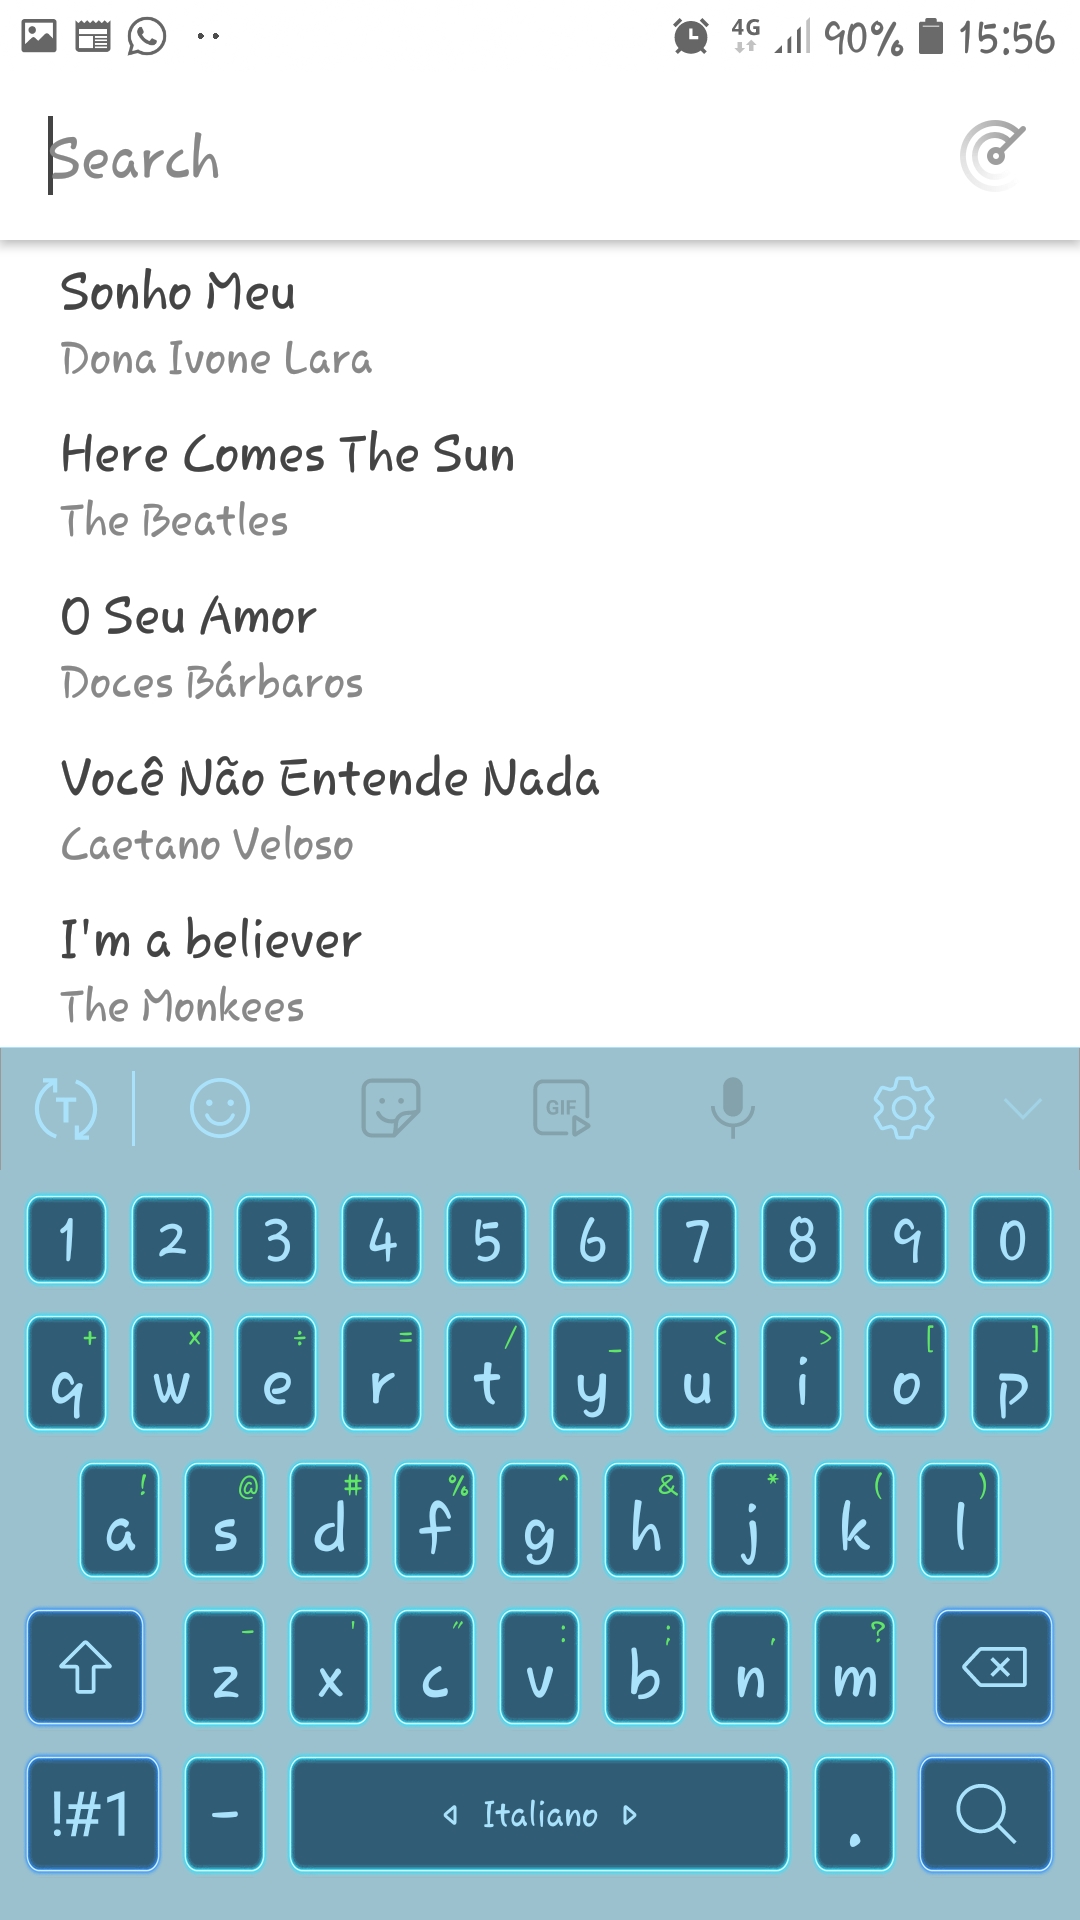 4G 90% 15:56
Search
Sonho Meu
Dona Ivone Lara
Here Comes The Sun
The Beatles
O Seu Amor
Doces Bárbaros
Você Não Entende Nada
Caetano Veloso
I'm a believer
The Monkees
T GIF
1 2 3 4 5 6 7 8 9 0
+ × ÷ = / _ < > [ ]
q w e r t y u i o p
! @ # % ^ & * ( )
a s d f g h j k l
- ' " : ; , ?
z x c v b n m
!#1 - Italiano .